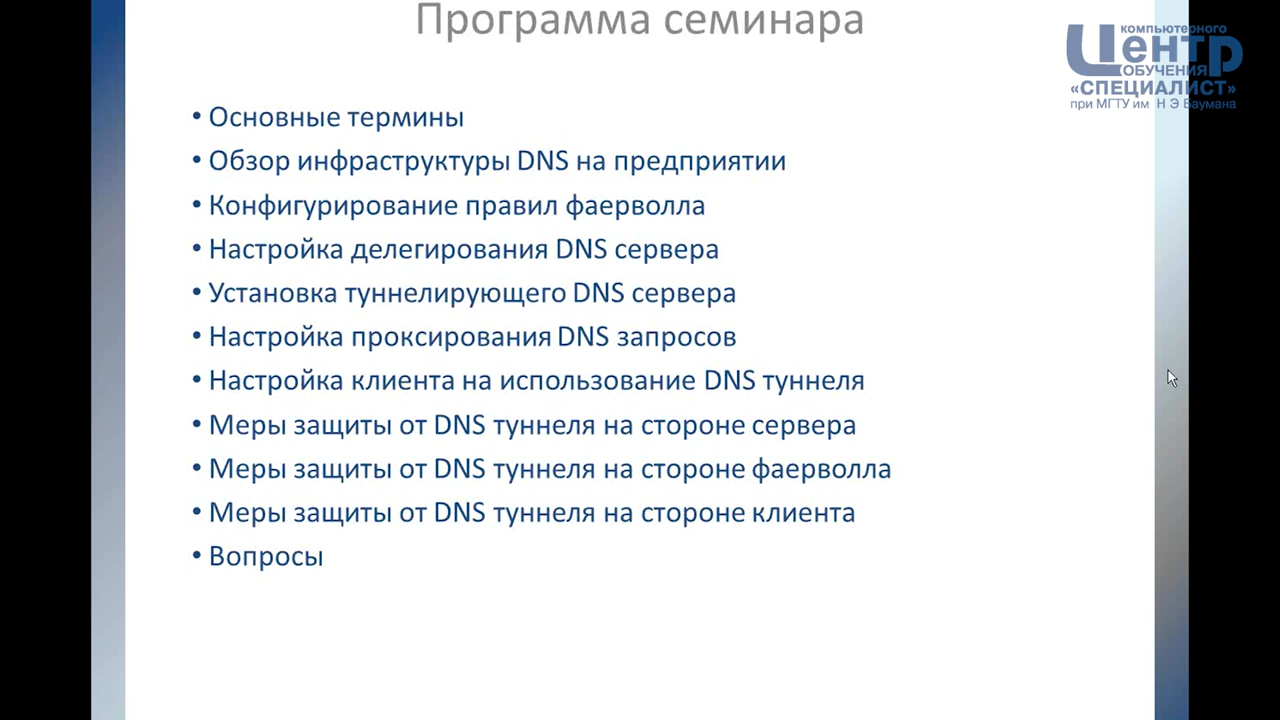 Программа семинара
компьютерного
Центр
ОБУЧЕНИЯ
«СПЕЦИАЛИСТ»
при МГТУ им Н Э Баумана
• Основные термины
• Обзор инфраструктуры DNS на предприятии
• Конфигурирование правил фаерволла
• Настройка делегирования DNS сервера
• Установка туннелирующего DNS сервера
• Настройка проксирования DNS запросов
• Настройка клиента на использование DNS туннеля
• Меры защиты от DNS туннеля на стороне сервера
• Меры защиты от DNS туннеля на стороне фаерволла
• Меры защиты от DNS туннеля на стороне клиента
• Вопросы